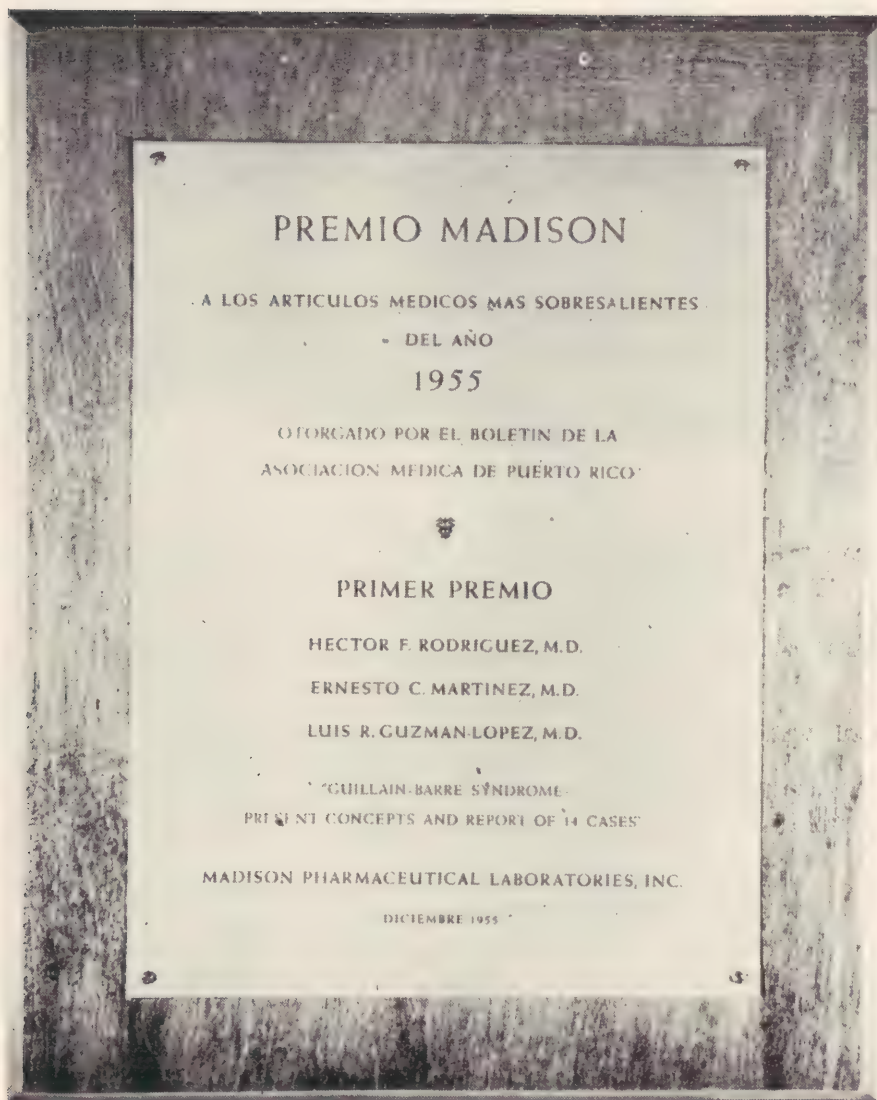 PREMIO MADISON
A LOS ARTICULOS MEDICOS MAS SOBRESALIENTES
DEL AÑO
1955
OTORGADO POR EL BOLETIN DE LA
ASOCIACION MEDICA DE PUERTO RICO
PRIMER PREMIO
HECTOR F. RODRIGUEZ, M.D.
ERNESTO C. MARTINEZ, M.D.
LUIS R. GUZMAN-LOPEZ, M.D.
"GUILLAIN-BARRE SYNDROME-
PRESENT CONCEPTS AND REPORT OF 14 CASES"
MADISON PHARMACEUTICAL LABORATORIES, INC.
DICIEMBRE 1955